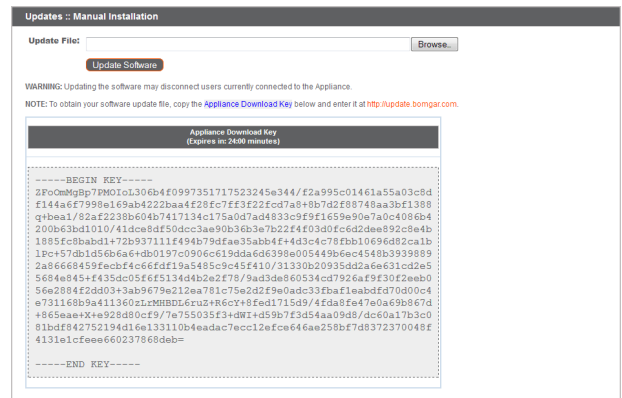 Updates :: Manual Installation
Update File:
Browse..
Update Software
WARNING: Updating the software may disconnect users currently connected to the Appliance.
NOTE: To obtain your software update file, copy the Appliance Download Key below and enter it at http://update.bomgar.com.
Appliance Download Key
(Expires in: 24:00 minutes)
-----BEGIN KEY-----
ZFoOmMgBp7PMOIoL306b4f0997351717523245e344/f2a995c01461a55a03c8d
f144a6f7998e169ab4222baa4f28fc7ff3f22fcd7a8+8b7d2f88748aa3bf1388
q+bea1/82af2238b604b7417134c175a0d7ad4833c9f9f1659e90e7a0c4086b4
200b63bd1010/41dce8df50dcc3ae90b36b3e7b22f4f03d0fc6d2dee892c8e4b
1885fc8babd1+72b937111f494b79dfae35abb4f+4d3c4c78fbb10696d82ca1b
1Pc+57db1d56b6a6+db0197c0906c619dda6d6398e005449b6ec4548b3939889
2a86668459fecbf4c66fdf19a5485c9c45f410/31330b20935dd2a6e631cd2e5
5684e845+f435dc05f6f5134d4b2e2f78/9ad3de860534cd7926af9f30f2eeb0
56e2884f2dd03+3ab9679e212ea781c75e2d2f9e0adc33fbaf1eabdfd70d00c4
e731168b9a411360zLrMHBDL6ruZ+R6cY+8fed1715d9/4fda8fe47e0a69b867d
+865eae+X+e928d80cf9/7e755035f3+dWI+d59b7f3d54aa09d8/dc60a17b3c0
81bdf842752194d16e133110b4eadac7ecc12efce646ae258bf7d8372370048f
4131e1cfeee660237868deb=
-----END KEY-----